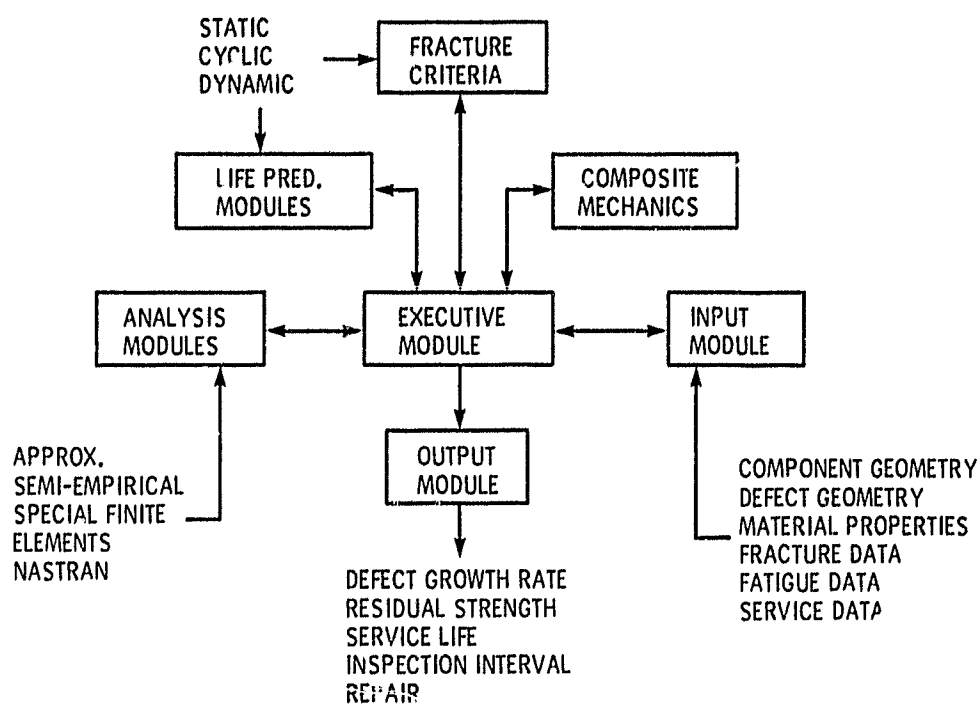 STATIC
CYCLIC
DYNAMIC
FRACTURE
CRITERIA
LIFE PRED.
MODULES
COMPOSITE
MECHANICS
ANALYSIS
MODULES
EXECUTIVE
MODULE
INPUT
MODULE
OUTPUT
MODULE
APPROX.
SEMI-EMPIRICAL
SPECIAL FINITE
ELEMENTS
NASTRAN
COMPONENT GEOMETRY
DEFECT GEOMETRY
MATERIAL PROPERTIES
FRACTURE DATA
FATIGUE DATA
SERVICE DATA
DEFECT GROWTH RATE
RESIDUAL STRENGTH
SERVICE LIFE
INSPECTION INTERVAL
REPAIR